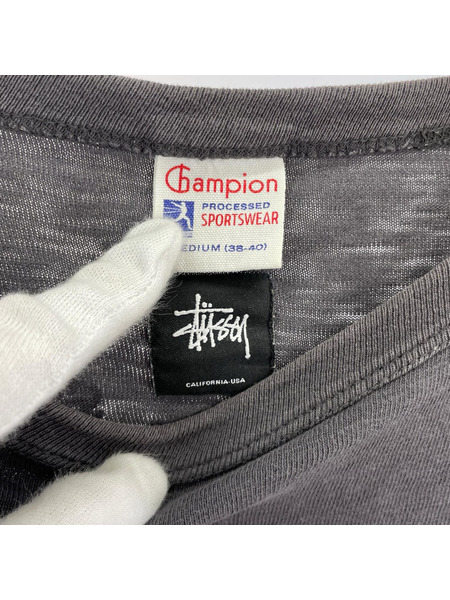 Champion
PROCESSED
SPORTSWEAR
EDIUM (38-40)
Stüssy
CALIFORNIA-USA